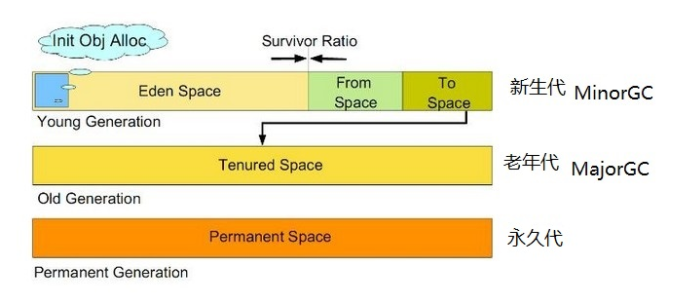 Init Obj Alloc
Survivor Ratio
Eden Space
From
Space
To
Space
新生代 MinorGC
Young Generation
Tenured Space
老年代 MajorGC
Old Generation
Permanent Space
永久代
Permanent Generation